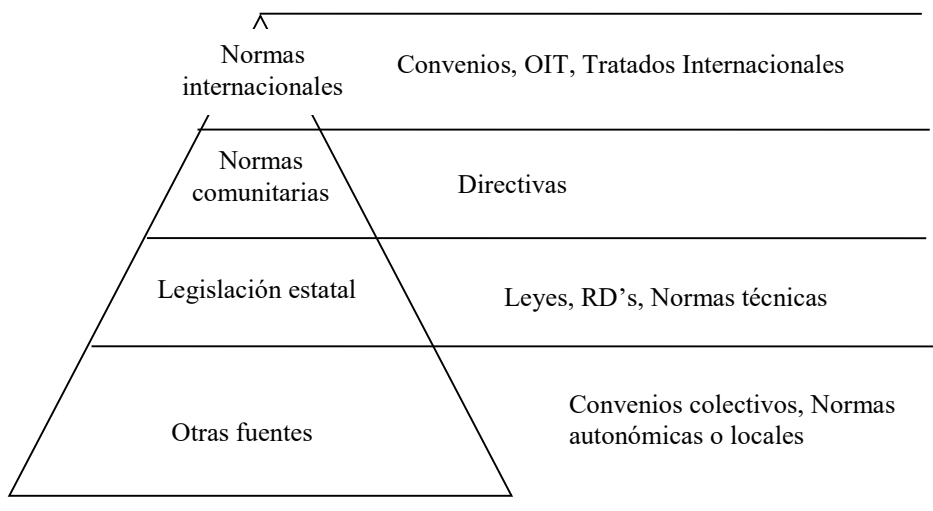 Normas
internacionales
Convenios, OIT, Tratados Internacionales
Normas
comunitarias
Directivas
Legislación estatal
Leyes, RD’s, Normas técnicas
Otras fuentes
Convenios colectivos, Normas
autonómicas o locales